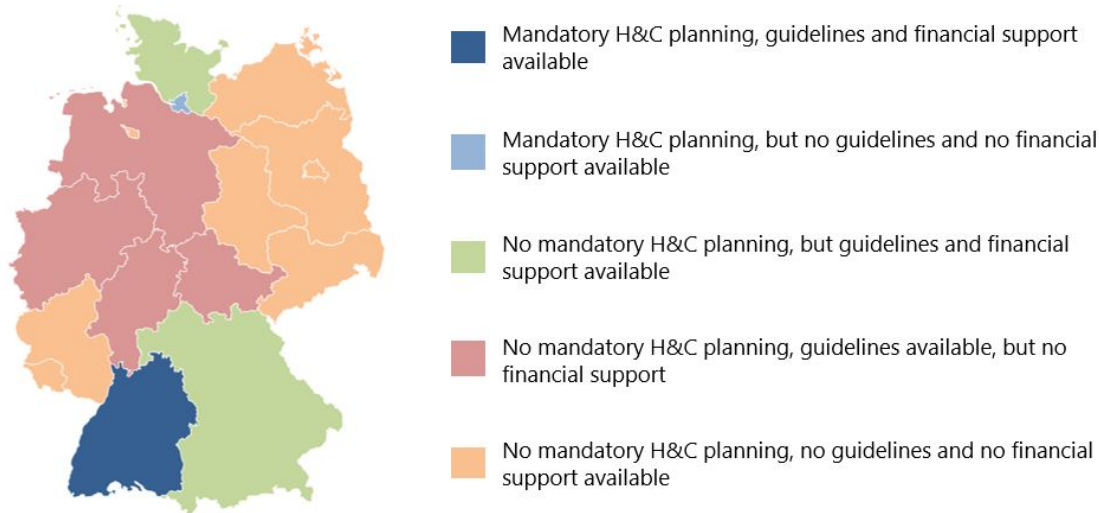 Mandatory H&C planning, guidelines and financial support
available
Mandatory H&C planning, but no guidelines and no financial
support available
No mandatory H&C planning, but guidelines and financial
support available
No mandatory H&C planning, guidelines available, but no
financial support
No mandatory H&C planning, no guidelines and no financial
support available